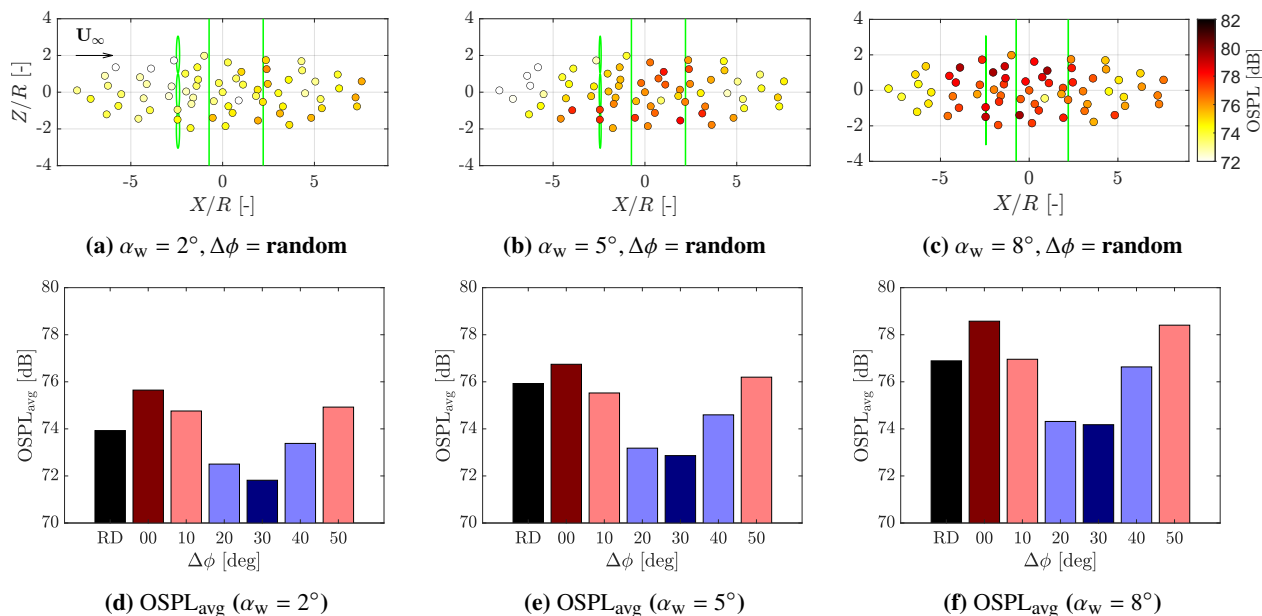 U∞
Z/R [-]
4
2
0
-2
-4
-5
0
5
X/R [-]
(a) αw = 2°, Δϕ = random
4
2
0
-2
-4
-5
0
5
X/R [-]
(b) αw = 5°, Δϕ = random
4
2
0
-2
-4
-5
0
5
X/R [-]
82
80
78
76
74
72
OSPL [dB]
(c) αw = 8°, Δϕ = random
OSPLavg [dB]
80
78
76
74
72
70
RD 00 10 20 30 40 50
Δϕ [deg]
(d) OSPLavg (αw = 2°)
OSPLavg [dB]
80
78
76
74
72
70
RD 00 10 20 30 40 50
Δϕ [deg]
(e) OSPLavg (αw = 5°)
OSPLavg [dB]
80
78
76
74
72
70
RD 00 10 20 30 40 50
Δϕ [deg]
(f) OSPLavg (αw = 8°)